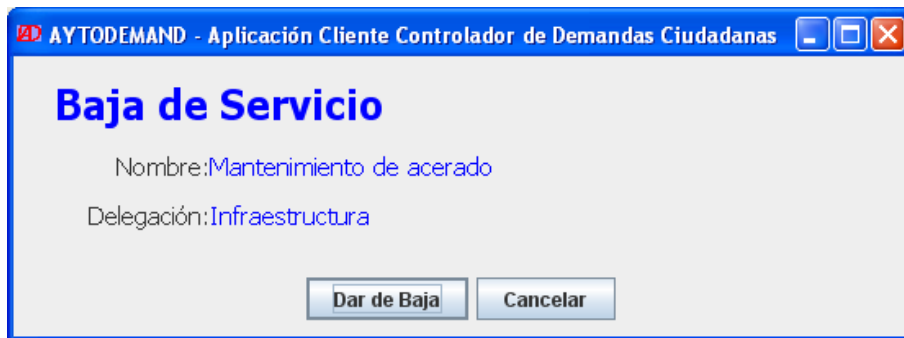 AYTODEMAND - Aplicación Cliente Controlador de Demandas Ciudadanas
Baja de Servicio
Nombre:Mantenimiento de acerado
Delegación:Infraestructura
Dar de Baja Cancelar